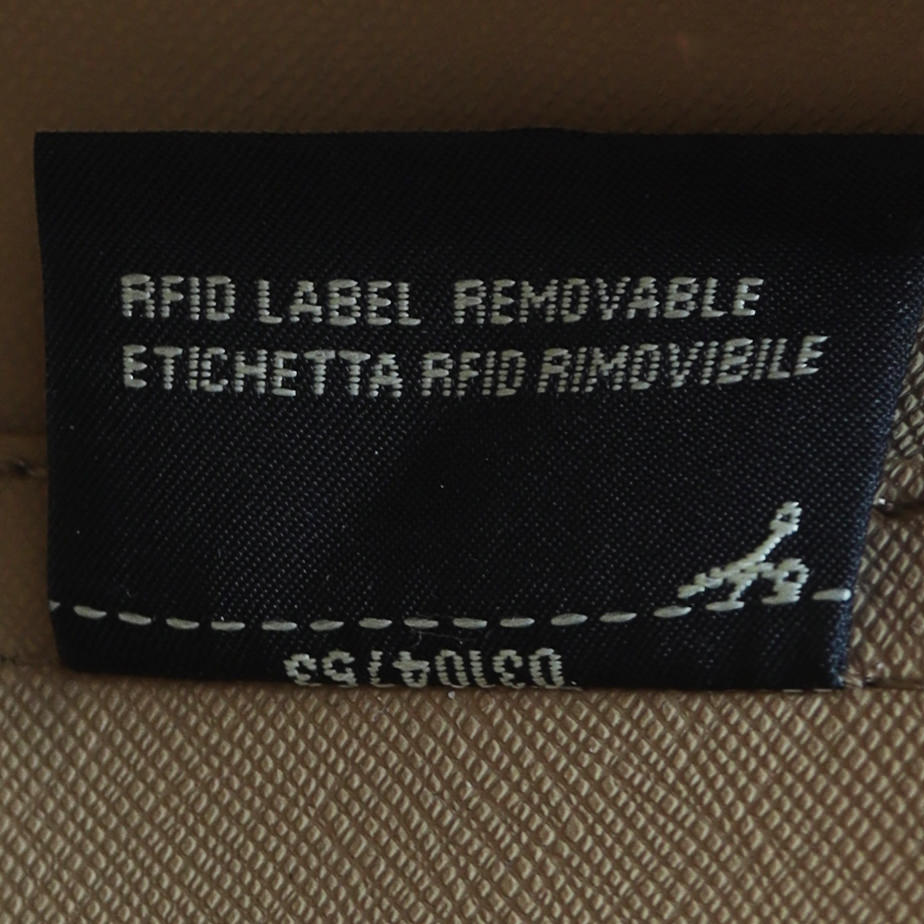 RFID LABEL REMOVABLE
ETICHETTA RFID RIMOVIBILE